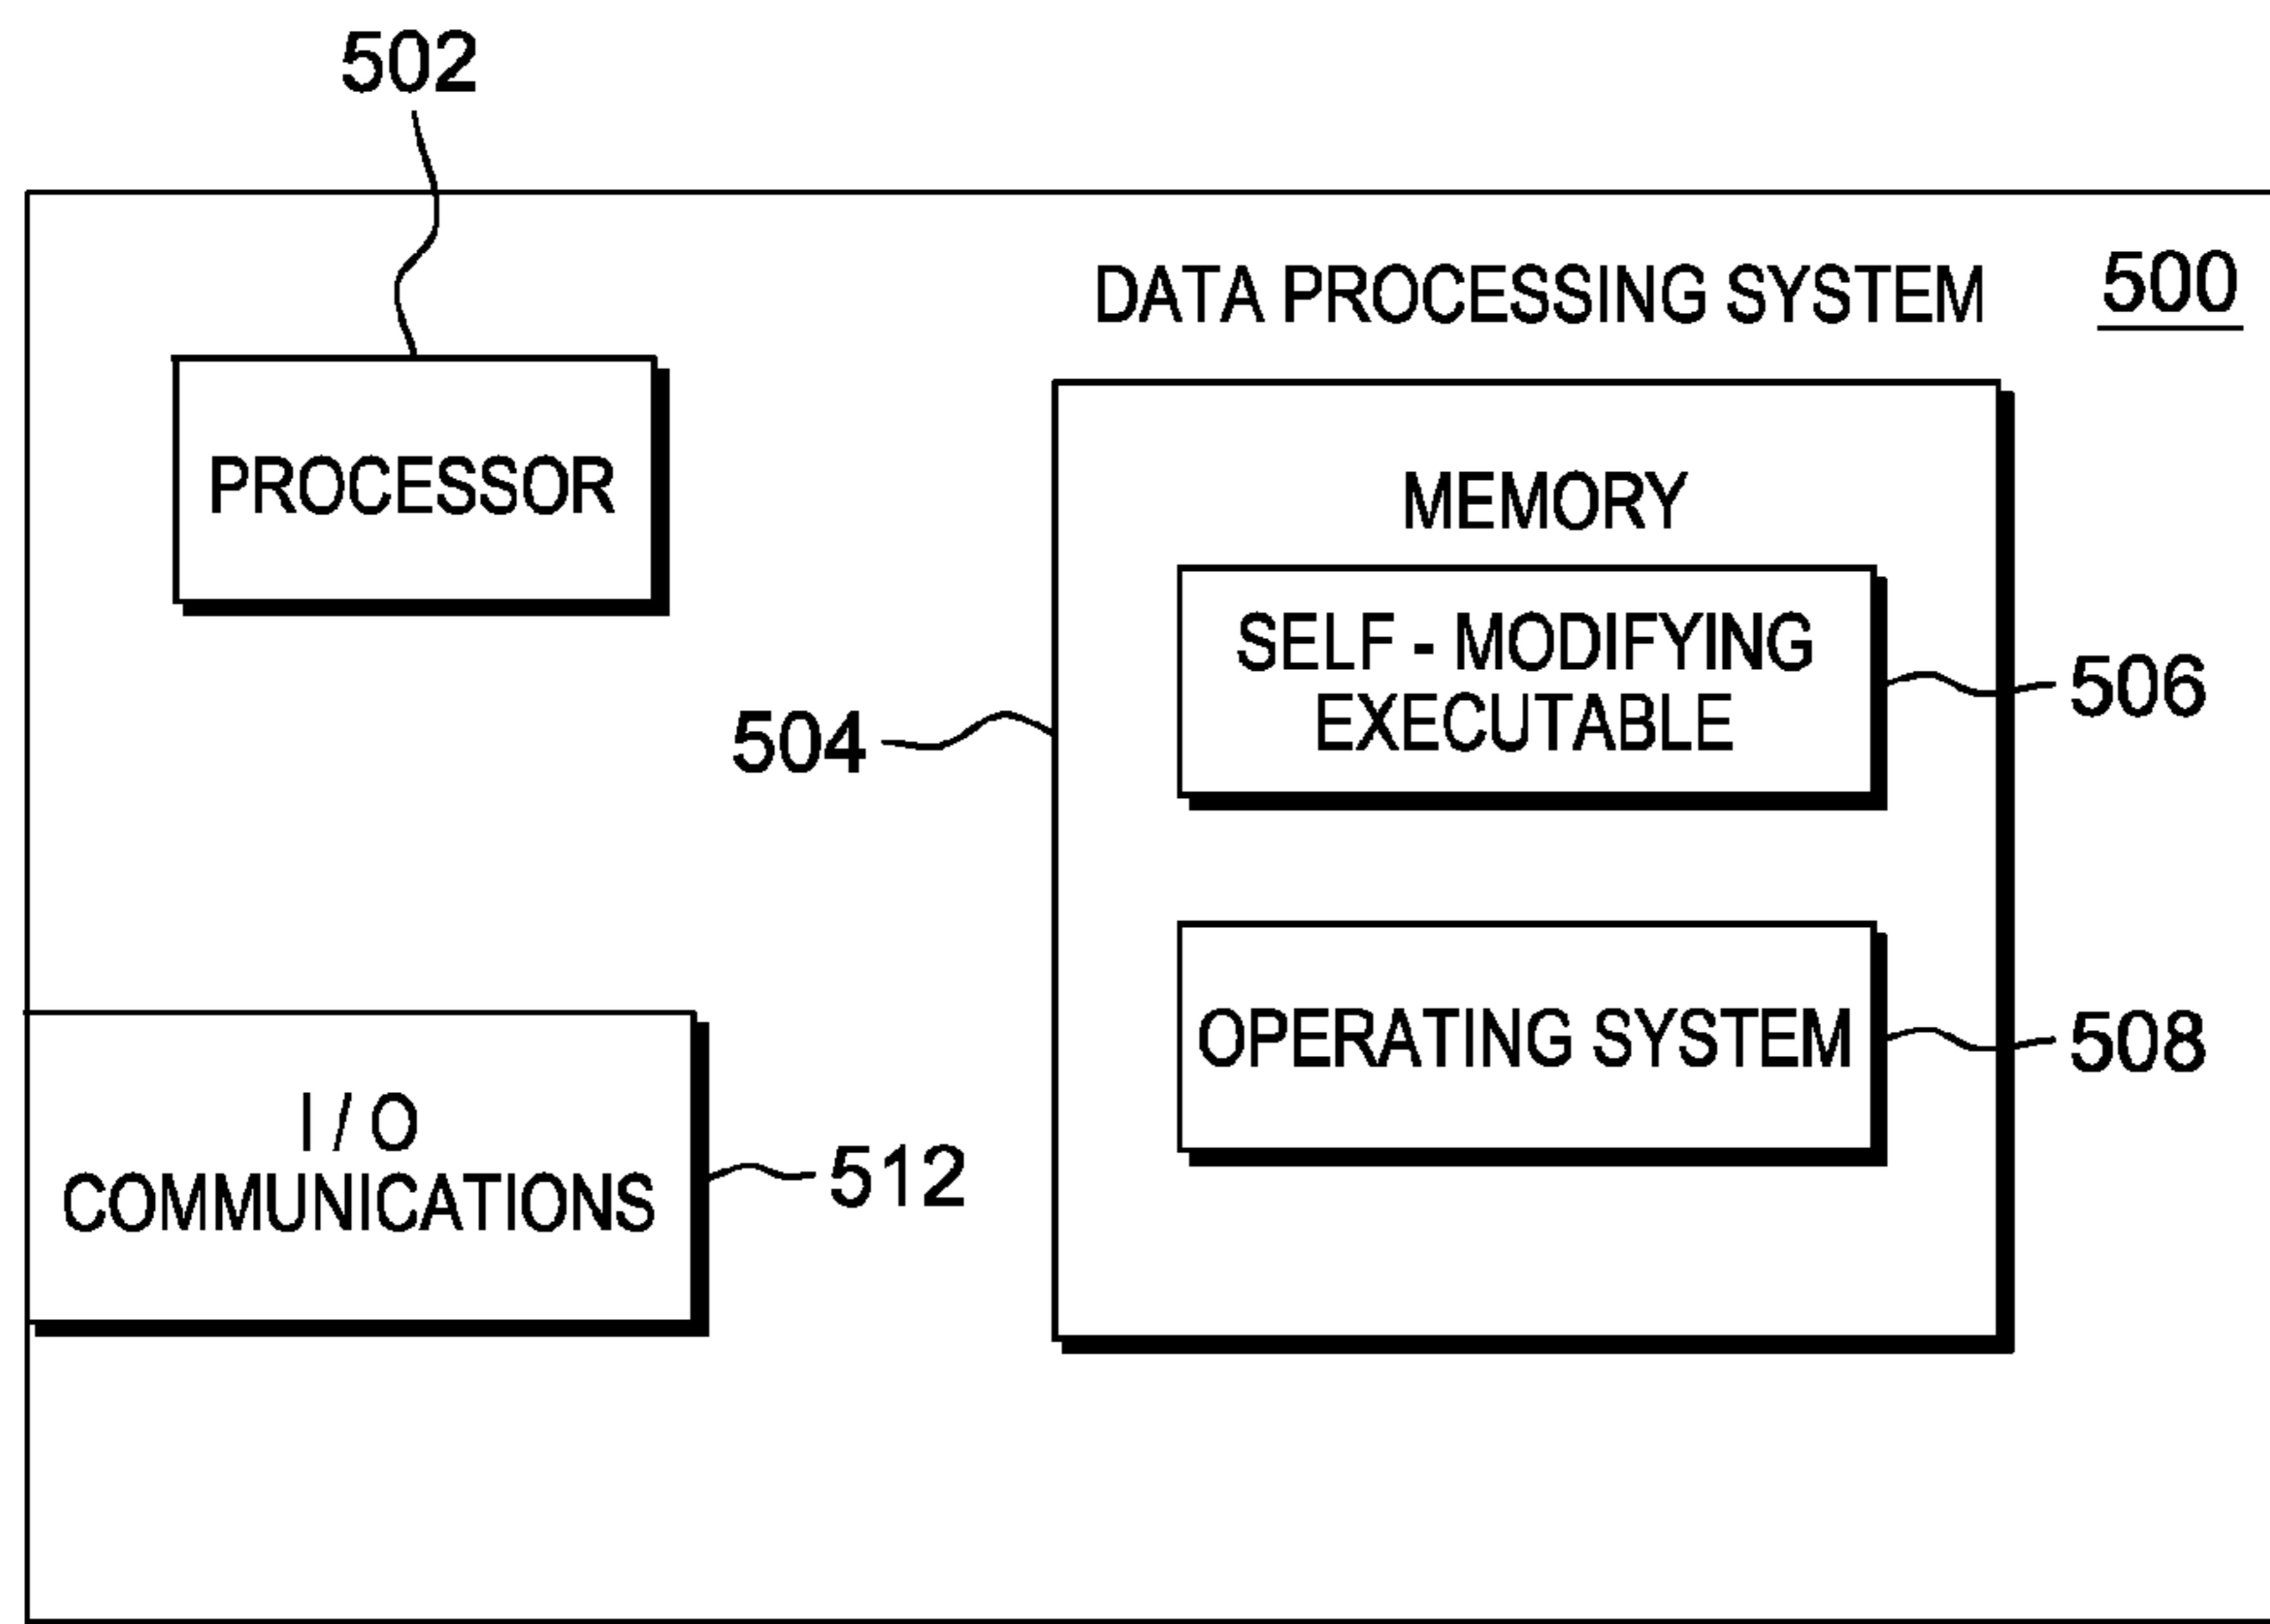 502
DATA PROCESSING SYSTEM 500
PROCESSOR
MEMORY
SELF - MODIFYING
EXECUTABLE
506
504
OPERATING SYSTEM
508
I / O
COMMUNICATIONS
512